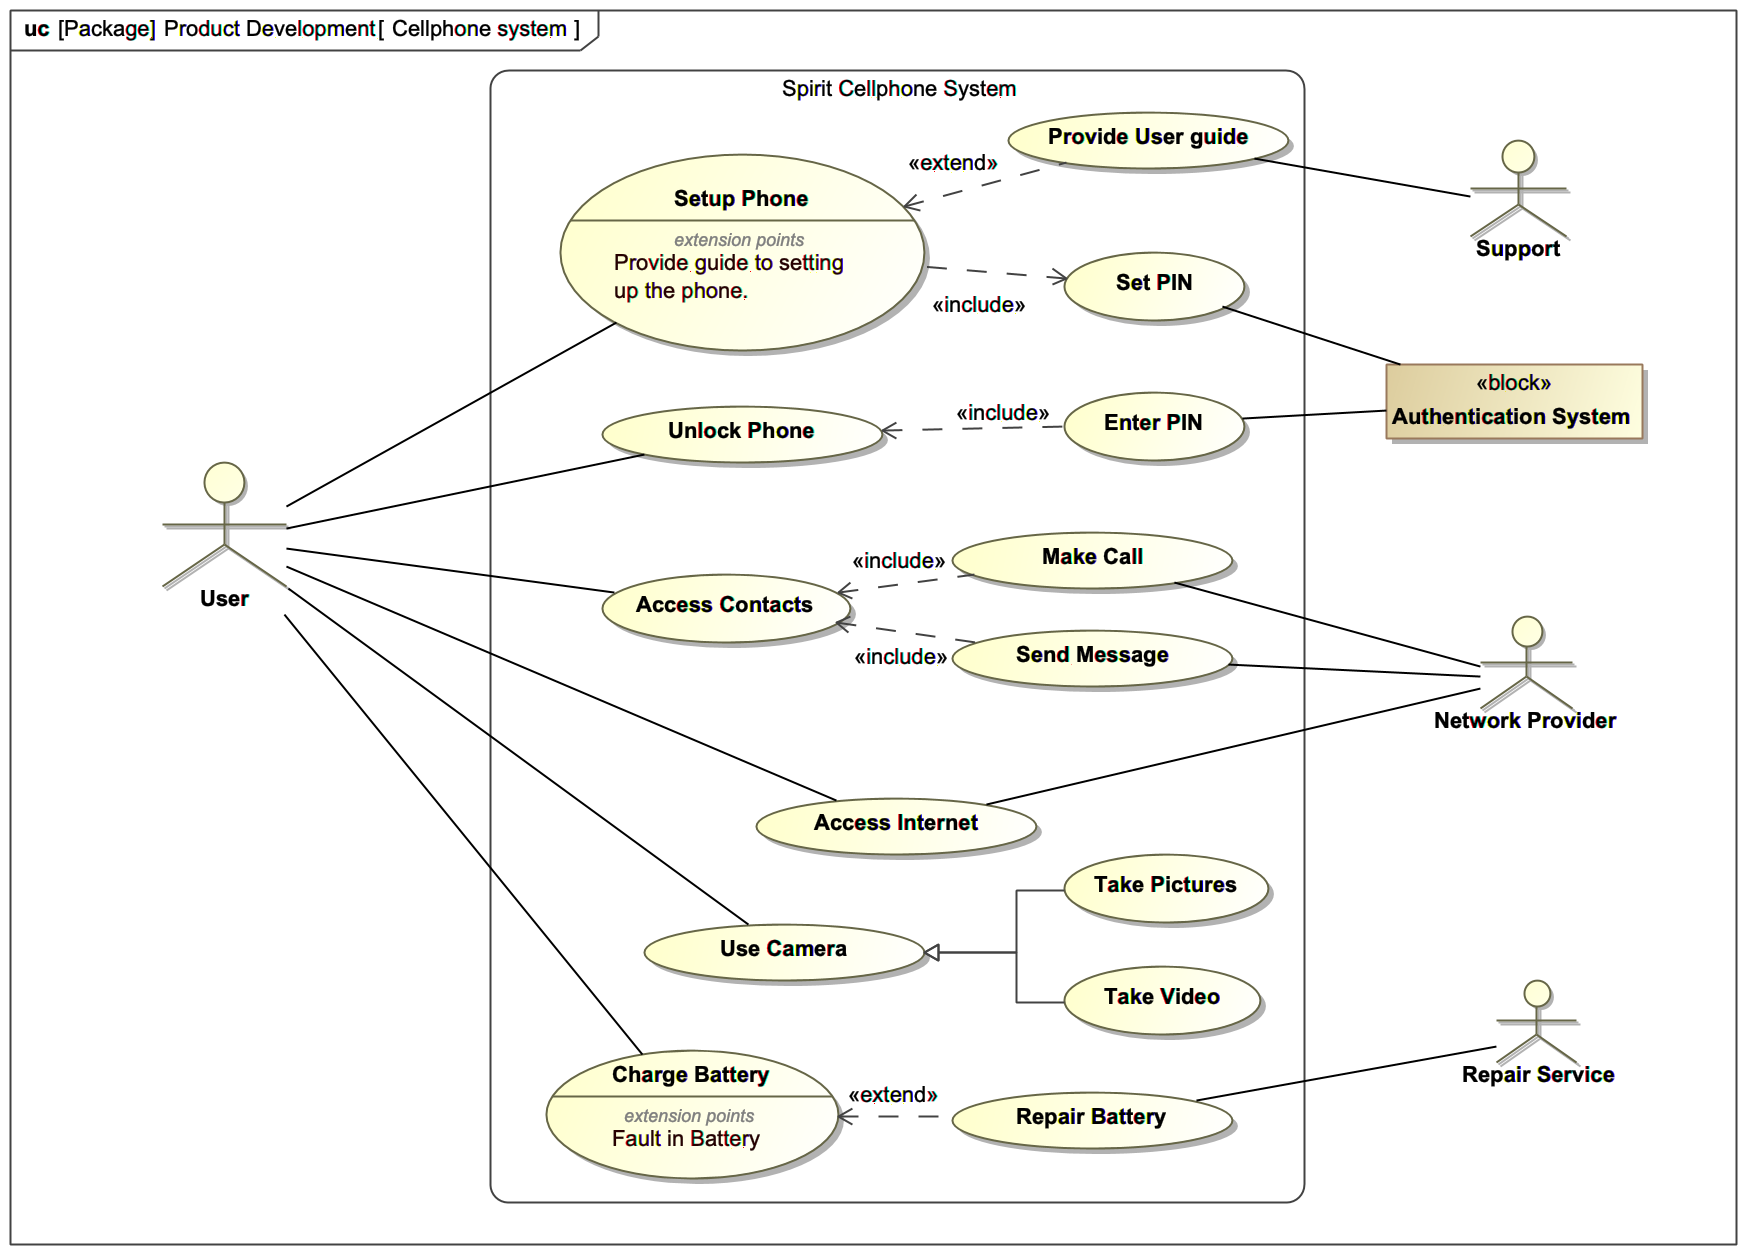 uc [Package] Product Development[ Cellphone system ]
Spirit Cellphone System
Provide User guide
«extend»
Setup Phone
extension points
Provide guide to setting
up the phone.
Support
Set PIN
«include»
«block»
Authentication System
«include»
Enter PIN
Unlock Phone
User
«include»
Make Call
Access Contacts
«include»
Send Message
Network Provider
Access Internet
Take Pictures
Use Camera
Take Video
Charge Battery
extension points
Fault in Battery
«extend»
Repair Battery
Repair Service